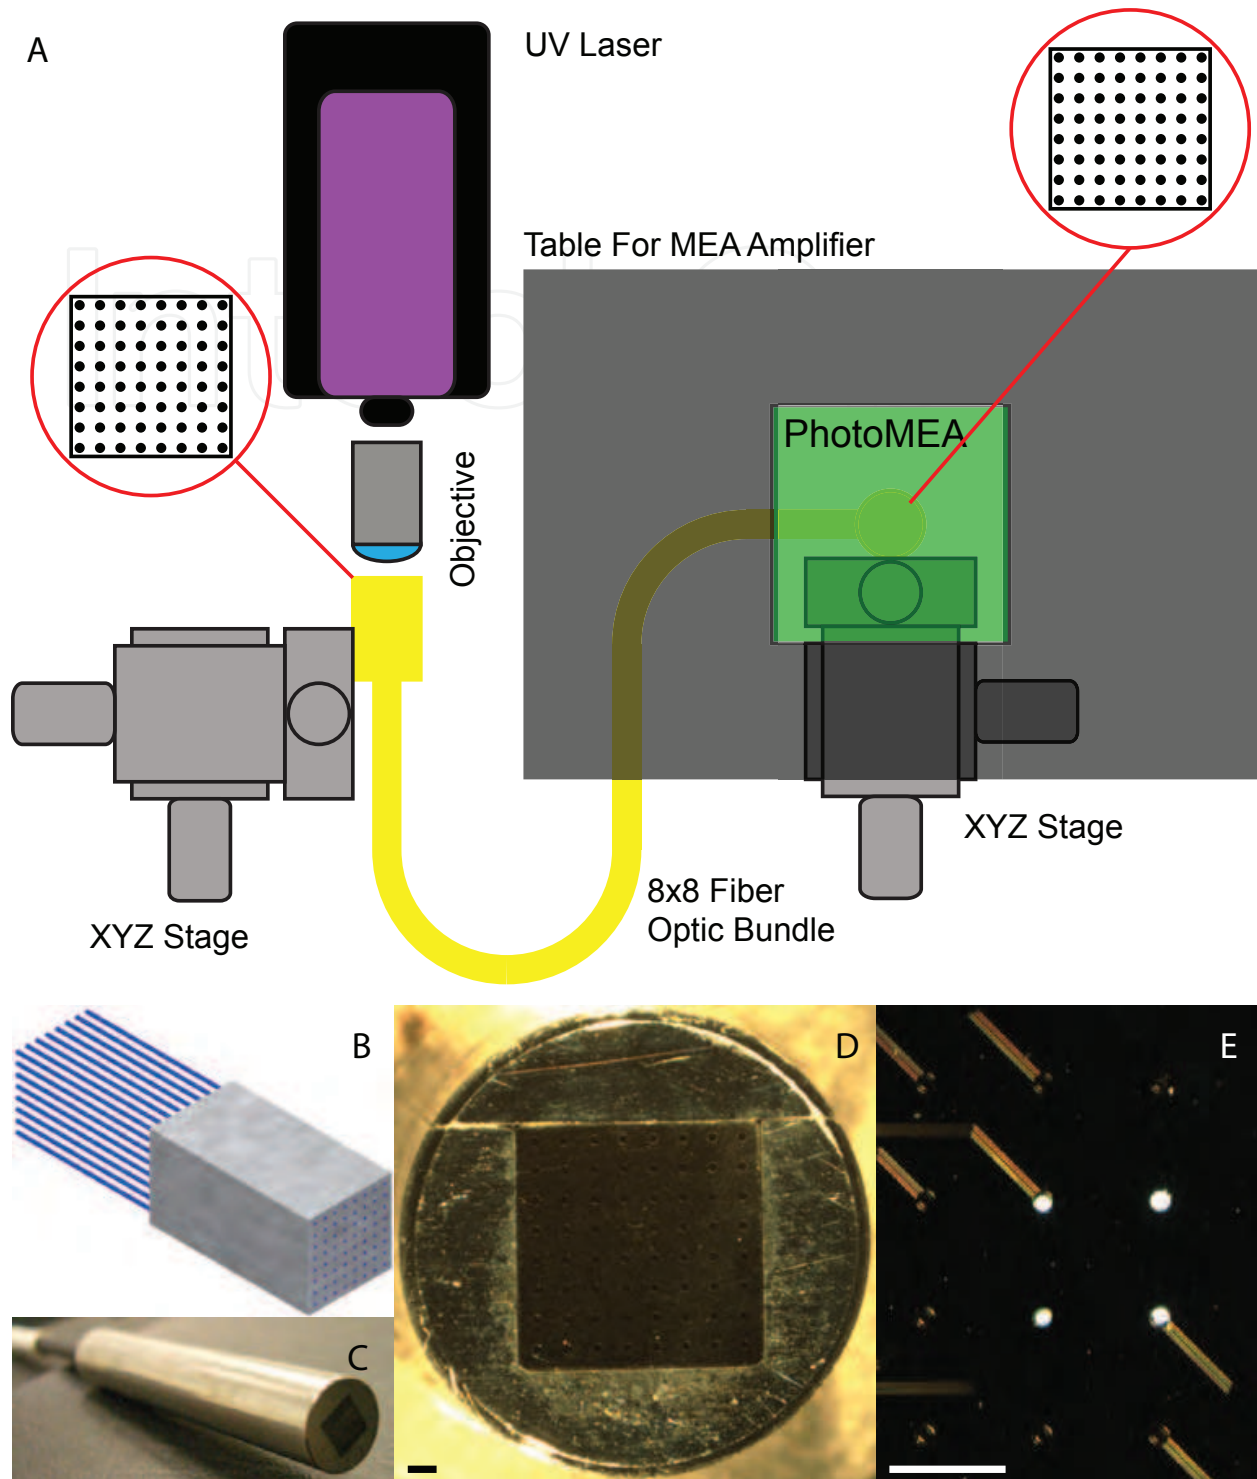 A
UV Laser
Table For MEA Amplifier
PhotoMEA
Objective
XYZ Stage
8x8 Fiber
Optic Bundle
XYZ Stage
B
C
D
E